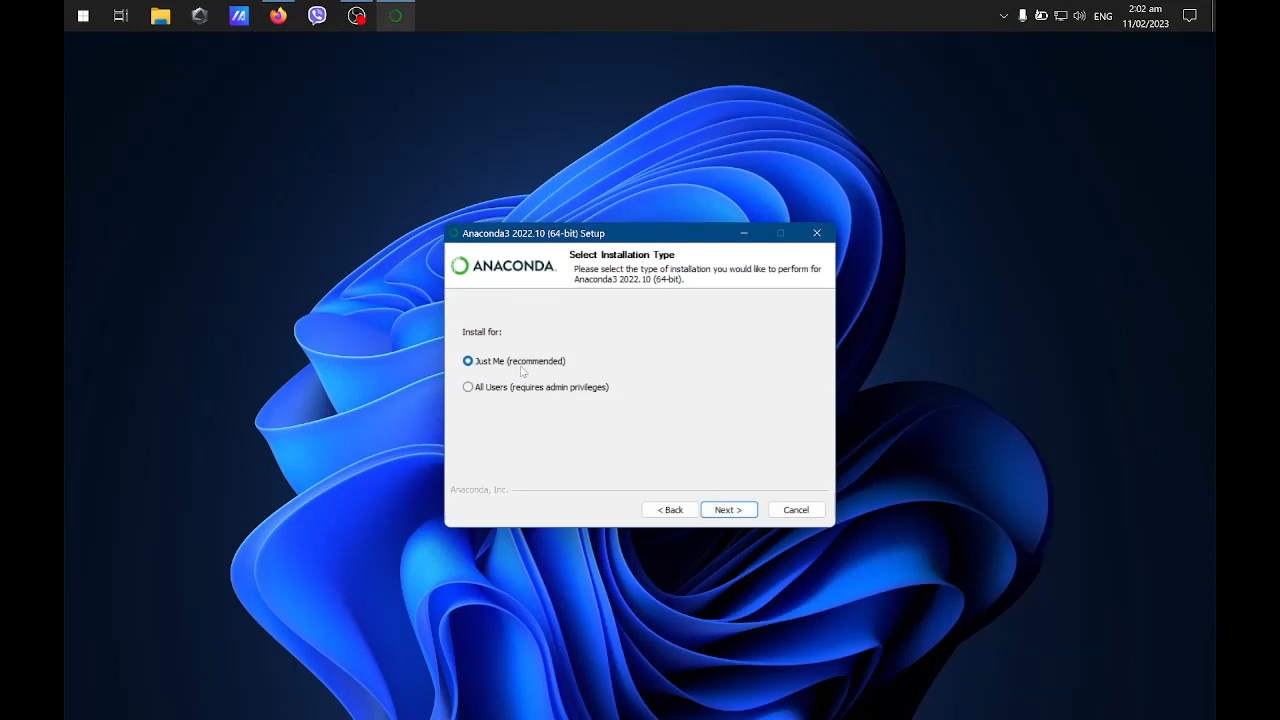 2:02 am
ENG
11/02/2023
Anaconda3 2022.10 (64-bit) Setup
ANACONDA.
Select Installation Type
Please select the type of installation you would like to perform for
Anaconda3 2022.10 (64-bit).
Install for:
Just Me (recommended)
All Users (requires admin privileges)
Anaconda, Inc.
< Back
Next >
Cancel